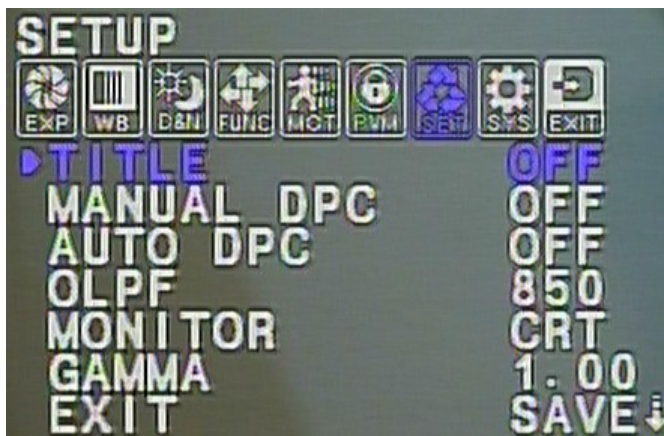 SETUP
EXP WB D&N FUNC MOT PWM SET SYS EXIT
TITLE OFF
MANUAL DPC OFF
AUTO DPC OFF
OLPF 850
MONITOR CRT
GAMMA 1.00
EXIT SAVE